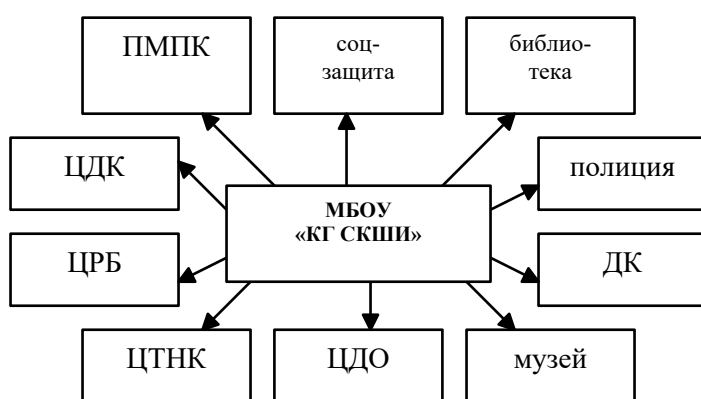 ПМПК
соц-
защита
библио-
тека
ЦДК
полиция
МБОУ
«КГ СКШИ»
ЦРБ
ДК
ЦТНК
ЦДО
музей